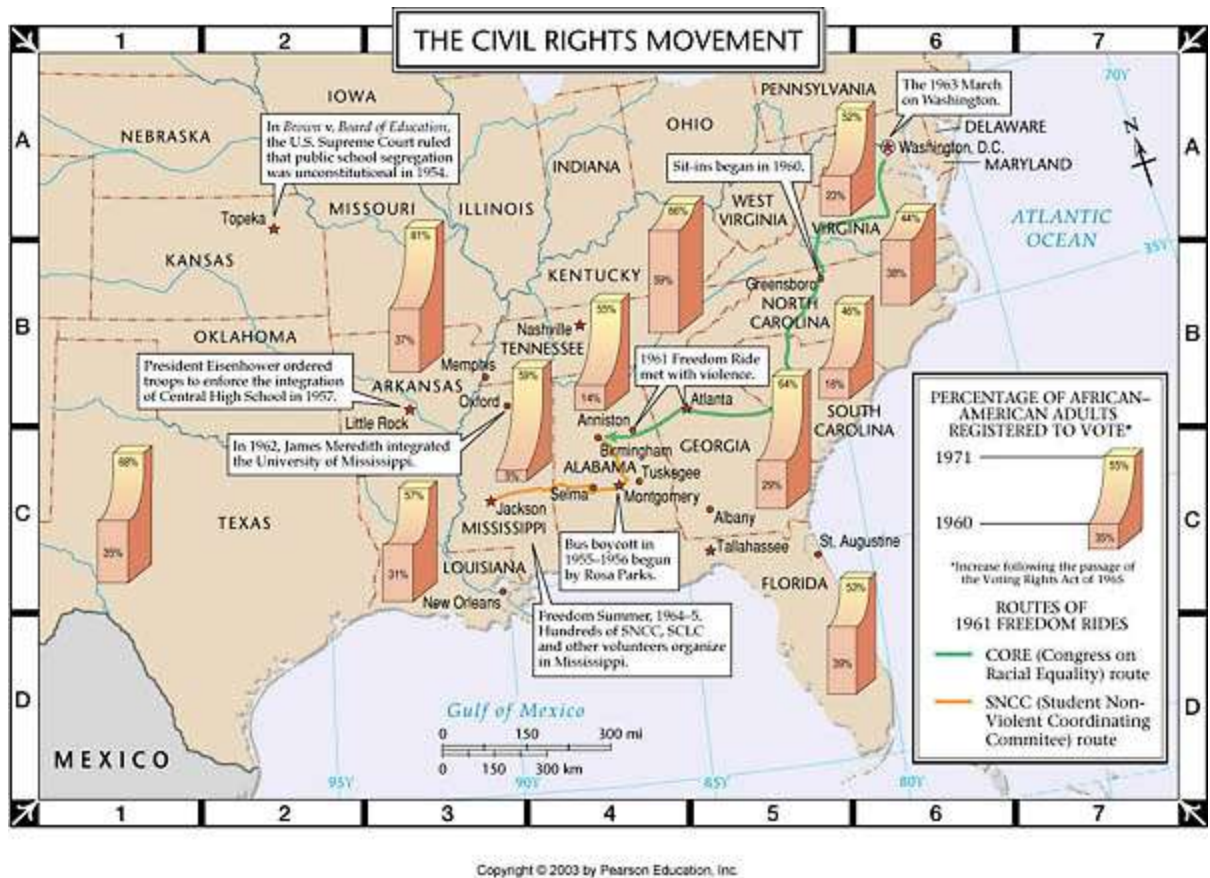 THE CIVIL RIGHTS MOVEMENT
1
2
6
7
A
B
C
D
A
B
C
D
1
2
3
4
5
6
7
NEBRASKA
IOWA
In Brown v. Board of Education,
the U.S. Supreme Court ruled
that public school segregation
was unconstitutional in 1954.
INDIANA
OHIO
PENNSYLVANIA
The 1963 March
on Washington.
DELAWARE
Washington, D.C.
MARYLAND
Sit-ins began in 1960.
52%
23%
Topeka
MISSOURI
ILLINOIS
WEST
VIRGINIA
VIRGINIA
ATLANTIC
OCEAN
N
70Y
35Y
KANSAS
61%
37%
KENTUCKY
66%
59%
44%
38%
Greensboro
NORTH
CAROLINA
OKLAHOMA
Nashville
TENNESSEE
55%
14%
46%
16%
President Eisenhower ordered
troops to enforce the integration
of Central High School in 1957.
Memphis
ARKANSAS
Oxford
Little Rock
59%
5%
1961 Freedom Ride
met with violence.
Atlanta
Anniston
64%
29%
SOUTH
CAROLINA
In 1962, James Meredith integrated
the University of Mississippi.
Birmingham
GEORGIA
ALABAMA
Tuskegee
Selma
Montgomery
68%
35%
TEXAS
57%
31%
Jackson
MISSISSIPPI
Albany
Tallahassee
St. Augustine
LOUISIANA
Bus boycott in
1955–1956 begun
by Rosa Parks.
FLORIDA
53%
39%
New Orleans
Freedom Summer, 1964–5.
Hundreds of SNCC, SCLC
and other volunteers organize
in Mississippi.
Gulf of Mexico
0 150 300 mi
0 150 300 km
MEXICO
95Y
90Y
85Y
80Y
PERCENTAGE OF AFRICAN–
AMERICAN ADULTS
REGISTERED TO VOTE*
1971
55%
1960
35%
*Increase following the passage of
the Voting Rights Act of 1965
ROUTES OF
1961 FREEDOM RIDES
CORE (Congress on
Racial Equality) route
SNCC (Student Non-
Violent Coordinating
Commitee) route
Copyright © 2003 by Pearson Education, Inc.